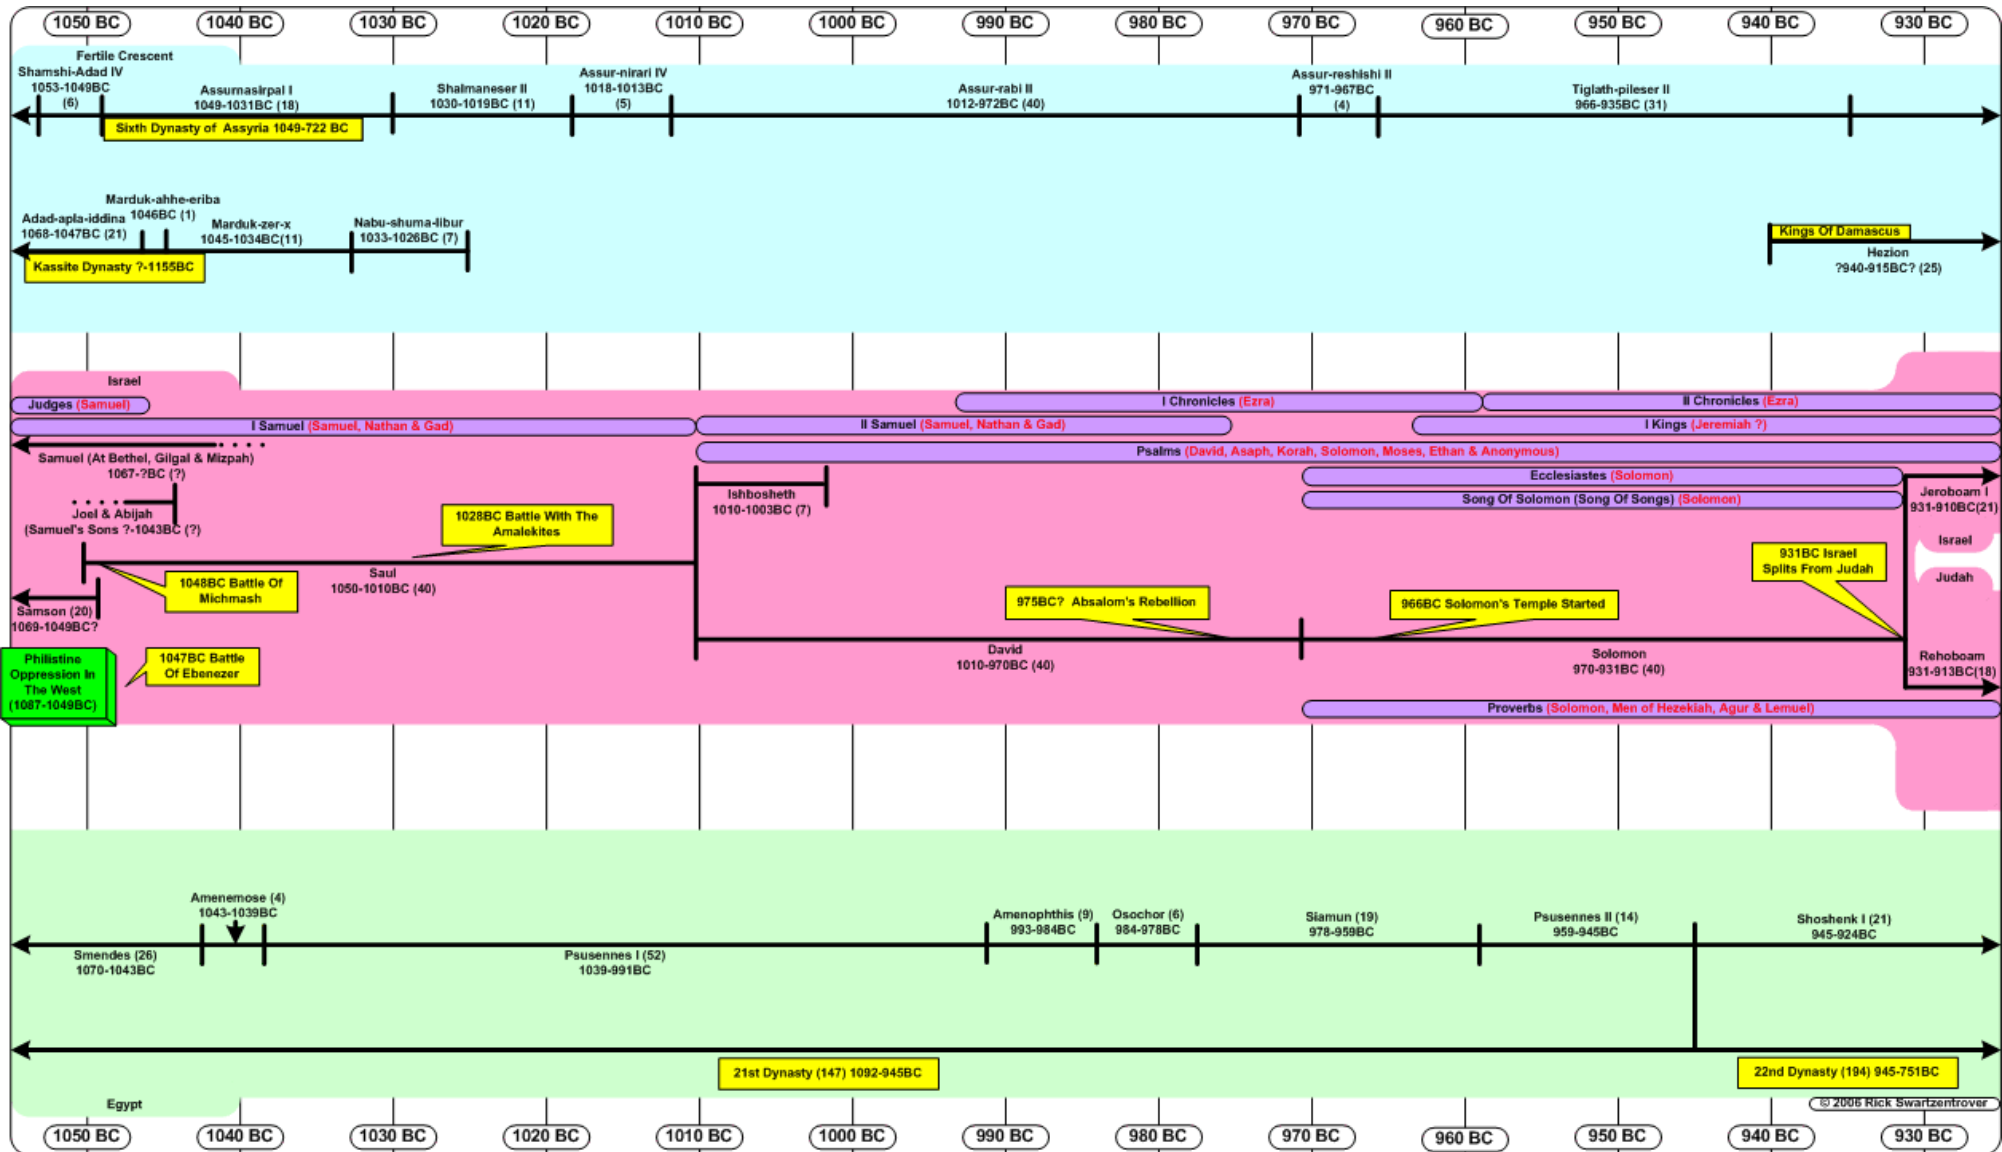 1050 BC
1040 BC
1030 BC
1020 BC
1010 BC
1000 BC
990 BC
980 BC
970 BC
960 BC
950 BC
940 BC
930 BC
Fertile Crescent
Shamshi-Adad IV
1053-1049BC
(6)
Assurnasirpal I
1049-1031BC (18)
Shalmaneser II
1030-1019BC (11)
Assur-nirari IV
1018-1013BC
(5)
Assur-rabi II
1012-972BC (40)
Assur-reshishi II
971-967BC
(4)
Tiglath-pileser II
966-935BC (31)
Sixth Dynasty of Assyria 1049-722 BC
Marduk-ahhe-eriba
1046BC (1)
Adad-apla-iddina
1068-1047BC (21)
Marduk-zer-x
1045-1034BC(11)
Nabu-shuma-libur
1033-1026BC (7)
Kassite Dynasty ?-1155BC
Kings Of Damascus
Hezion
?940-915BC? (25)
Israel
Judges (Samuel)
I Chronicles (Ezra)
II Chronicles (Ezra)
I Samuel (Samuel, Nathan & Gad)
II Samuel (Samuel, Nathan & Gad)
I Kings (Jeremiah ?)
Samuel (At Bethel, Gilgal & Mizpah)
1067-?BC (?)
Psalms (David, Asaph, Korah, Solomon, Moses, Ethan & Anonymous)
Ecclesiastes (Solomon)
Song Of Solomon (Song Of Songs) (Solomon)
Joel & Abijah
(Samuel's Sons ?-1043BC (?)
Ishbosheth
1010-1003BC (7)
Jeroboam I
931-910BC(21)
1028BC Battle With The
Amalekites
Israel
Judah
931BC Israel
Splits From Judah
Saul
1050-1010BC (40)
1048BC Battle Of
Michmash
Samson (20)
1069-1049BC?
975BC? Absalom's Rebellion
966BC Solomon's Temple Started
David
1010-970BC (40)
Solomon
970-931BC (40)
Rehoboam
931-913BC(18)
Philistine
Oppression In
The West
(1087-1049BC)
1047BC Battle
Of Ebenezer
Proverbs (Solomon, Men of Hezekiah, Agur & Lemuel)
Amenemose (4)
1043-1039BC
Smendes (26)
1070-1043BC
Psusennes I (52)
1039-991BC
Amenophthis (9)
993-984BC
Osochor (6)
984-978BC
Siamun (19)
978-959BC
Psusennes II (14)
959-945BC
Shoshenk I (21)
945-924BC
21st Dynasty (147) 1092-945BC
22nd Dynasty (194) 945-751BC
Egypt
© 2006 Rick Swartzentrover
1050 BC
1040 BC
1030 BC
1020 BC
1010 BC
1000 BC
990 BC
980 BC
970 BC
960 BC
950 BC
940 BC
930 BC